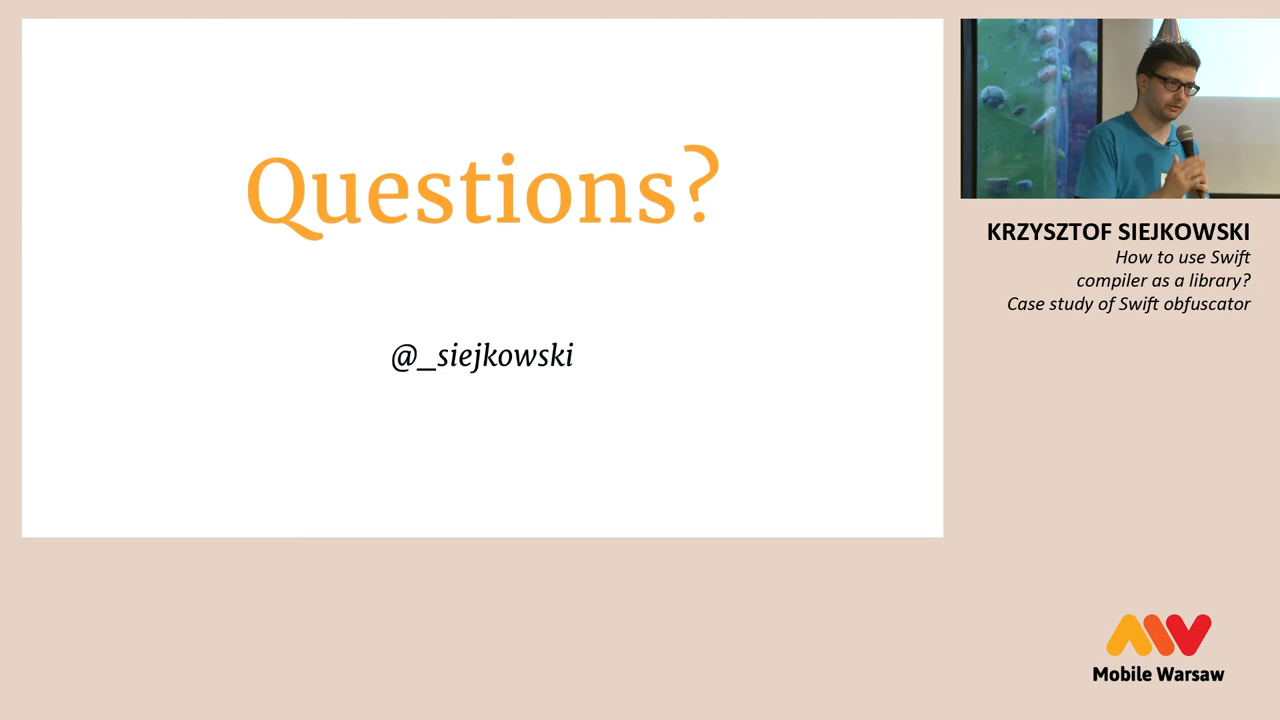 Questions?
@_siejkowski
KRZYSZTOF SIEJKOWSKI
How to use Swift
compiler as a library?
Case study of Swift obfuscator
Mobile Warsaw